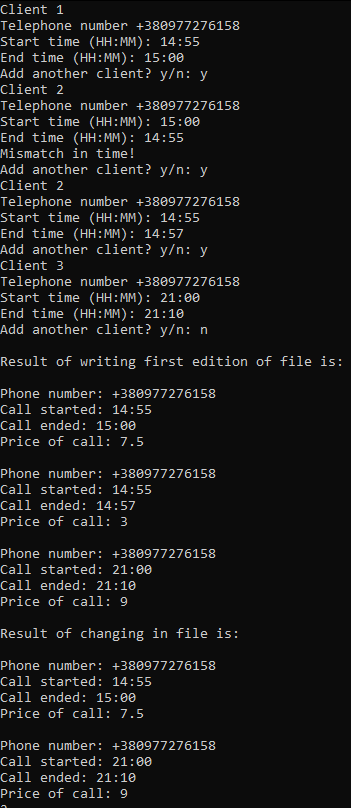 Client 1
Telephone number +380977276158
Start time (HH:MM): 14:55
End time (HH:MM): 15:00
Add another client? y/n: y
Client 2
Telephone number +380977276158
Start time (HH:MM): 15:00
End time (HH:MM): 14:55
Mismatch in time!
Add another client? y/n: y
Client 2
Telephone number +380977276158
Start time (HH:MM): 14:55
End time (HH:MM): 14:57
Add another client? y/n: y
Client 3
Telephone number +380977276158
Start time (HH:MM): 21:00
End time (HH:MM): 21:10
Add another client? y/n: n
Result of writing first edition of file is:
Phone number: +380977276158
Call started: 14:55
Call ended: 15:00
Price of call: 7.5
Phone number: +380977276158
Call started: 14:55
Call ended: 14:57
Price of call: 3
Phone number: +380977276158
Call started: 21:00
Call ended: 21:10
Price of call: 9
Result of changing in file is:
Phone number: +380977276158
Call started: 14:55
Call ended: 15:00
Price of call: 7.5
Phone number: +380977276158
Call started: 21:00
Call ended: 21:10
Price of call: 9